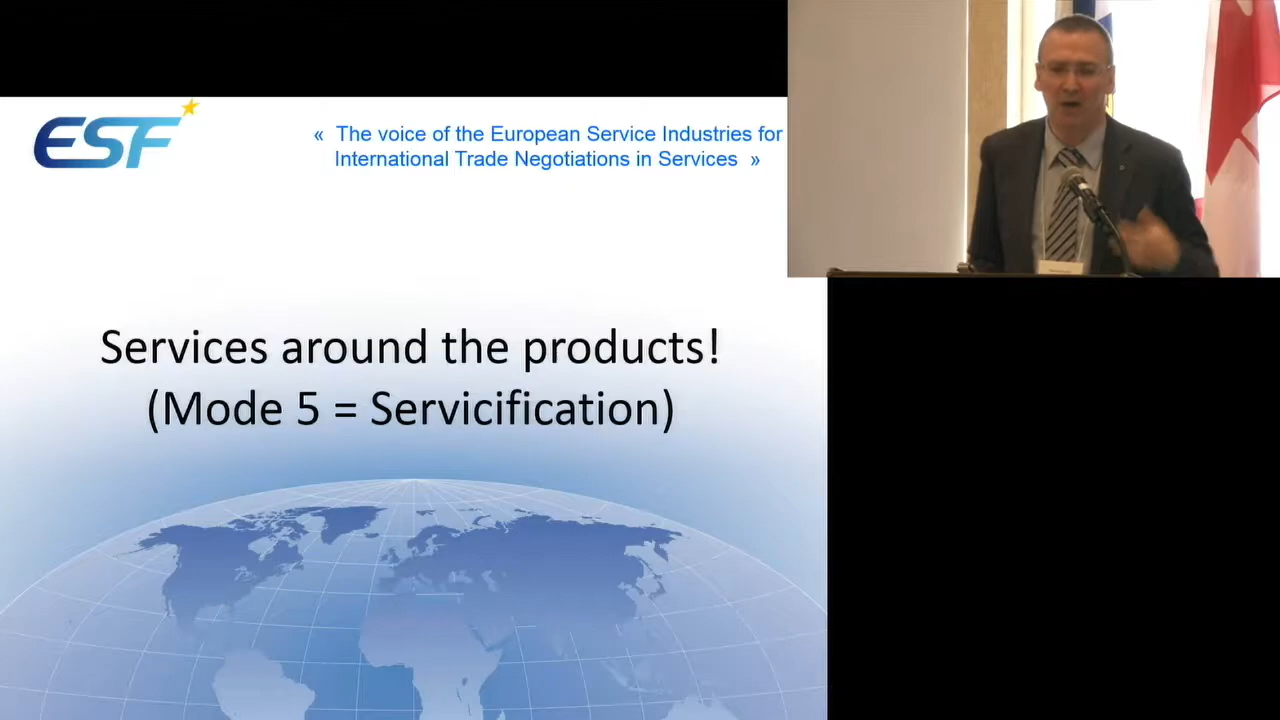 ESF
« The voice of the European Service Industries for
International Trade Negotiations in Services »
Services around the products!
(Mode 5 = Servicification)